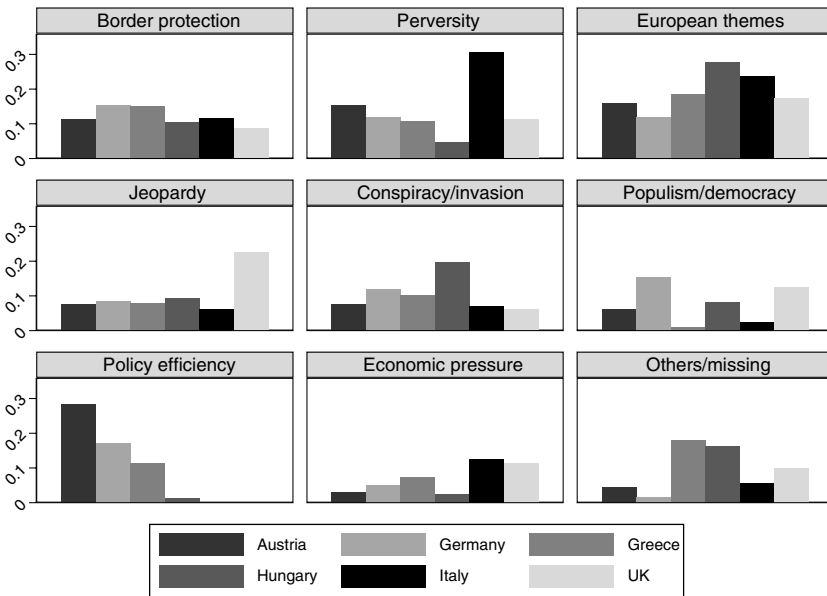 Border protection Perversity European themes
0.3
0.2
0.1
0
Jeopardy Conspiracy/invasion Populism/democracy
0.3
0.2
0.1
0
Policy efficiency Economic pressure Others/missing
0.3
0.2
0.1
0
Austria Germany Greece
Hungary Italy UK